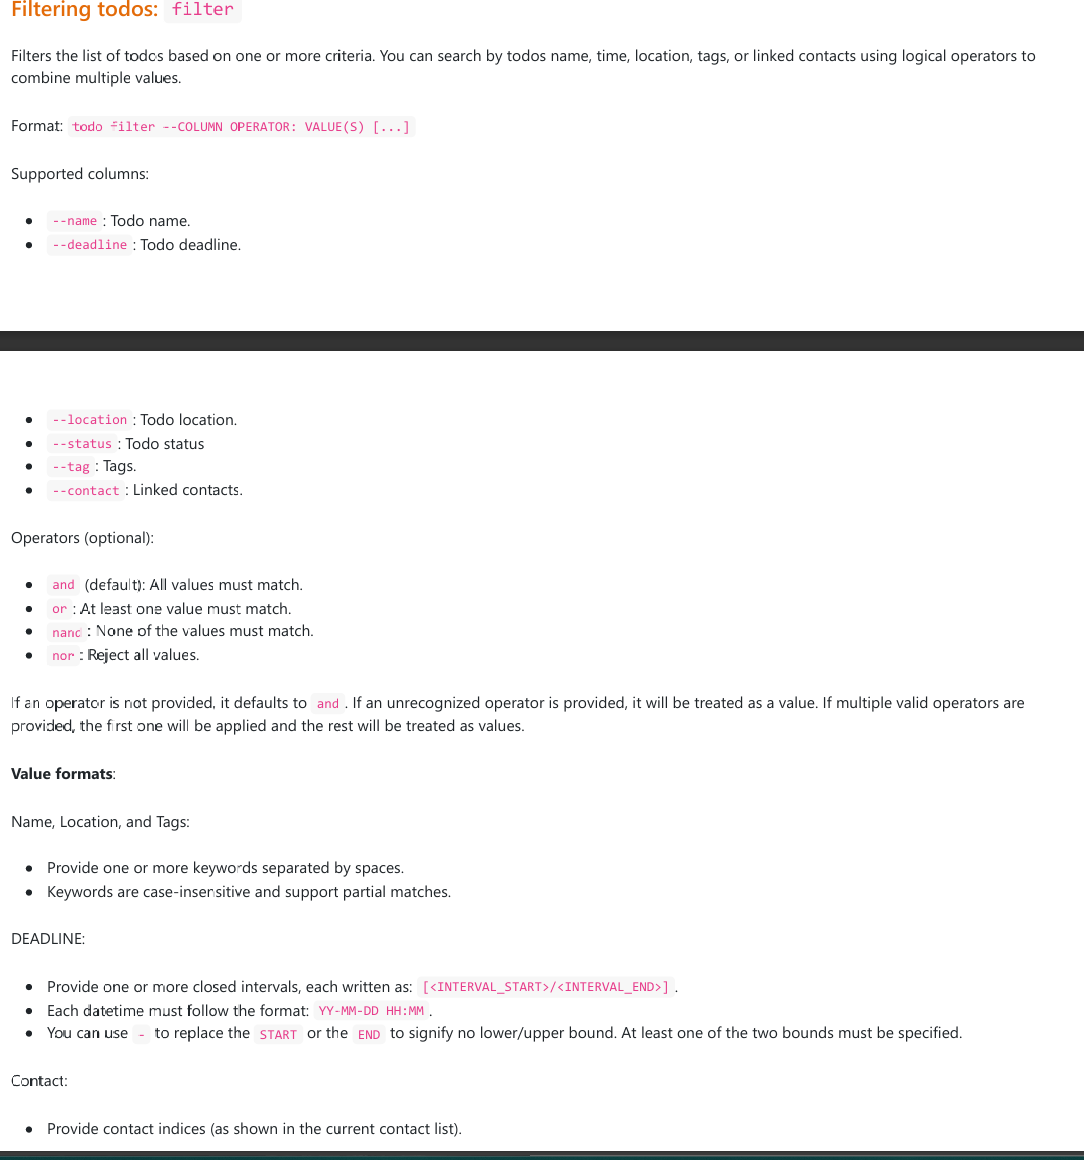 Filtering todos: filter
Filters the list of todos based on one or more criteria. You can search by todos name, time, location, tags, or linked contacts using logical operators to
combine multiple values.
Format: todo filter --COLUMN OPERATOR: VALUE(S) [...]
Supported columns:
• --name : Todo name.
• --deadline : Todo deadline.
• --location : Todo location.
• --status : Todo status
• --tag : Tags.
• --contact : Linked contacts.
Operators (optional):
• and (default): All values must match.
• or : At least one value must match.
• nand : None of the values must match.
• nor : Reject all values.
If an operator is not provided, it defaults to and . If an unrecognized operator is provided, it will be treated as a value. If multiple valid operators are
provided, the first one will be applied and the rest will be treated as values.
Value formats:
Name, Location, and Tags:
• Provide one or more keywords separated by spaces.
• Keywords are case-insensitive and support partial matches.
DEADLINE:
• Provide one or more closed intervals, each written as: [<INTERVAL_START>/<INTERVAL_END>] .
• Each datetime must follow the format: YY-MM-DD HH:MM .
• You can use - to replace the START or the END to signify no lower/upper bound. At least one of the two bounds must be specified.
Contact:
• Provide contact indices (as shown in the current contact list).